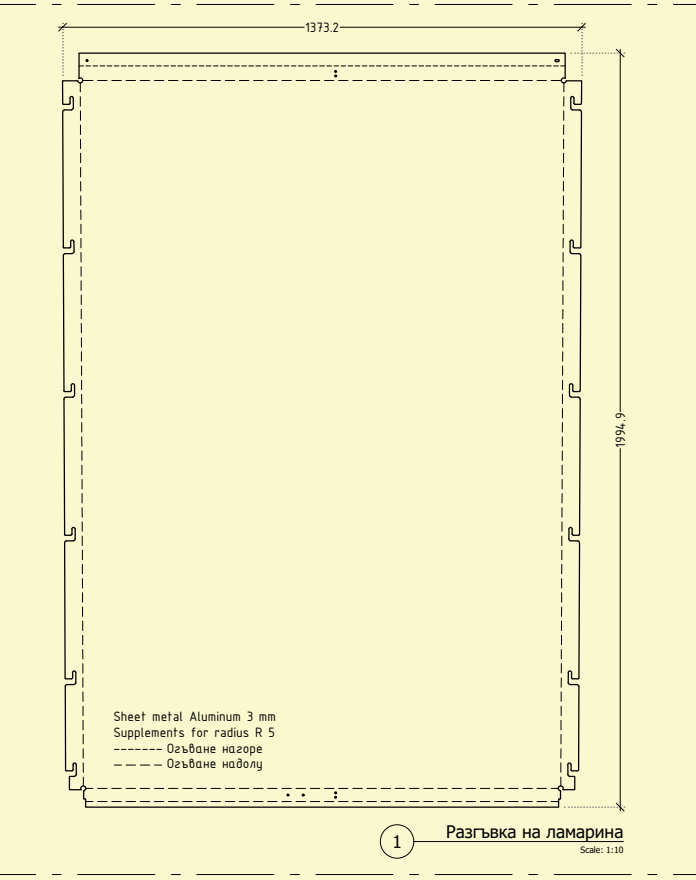 1373.2
1994.9
Sheet metal Aluminum 3 mm
Supplements for radius R 5
Огъване нагоре
Огъване надолу
1
Разгъвка на ламарина
Scale: 1:10